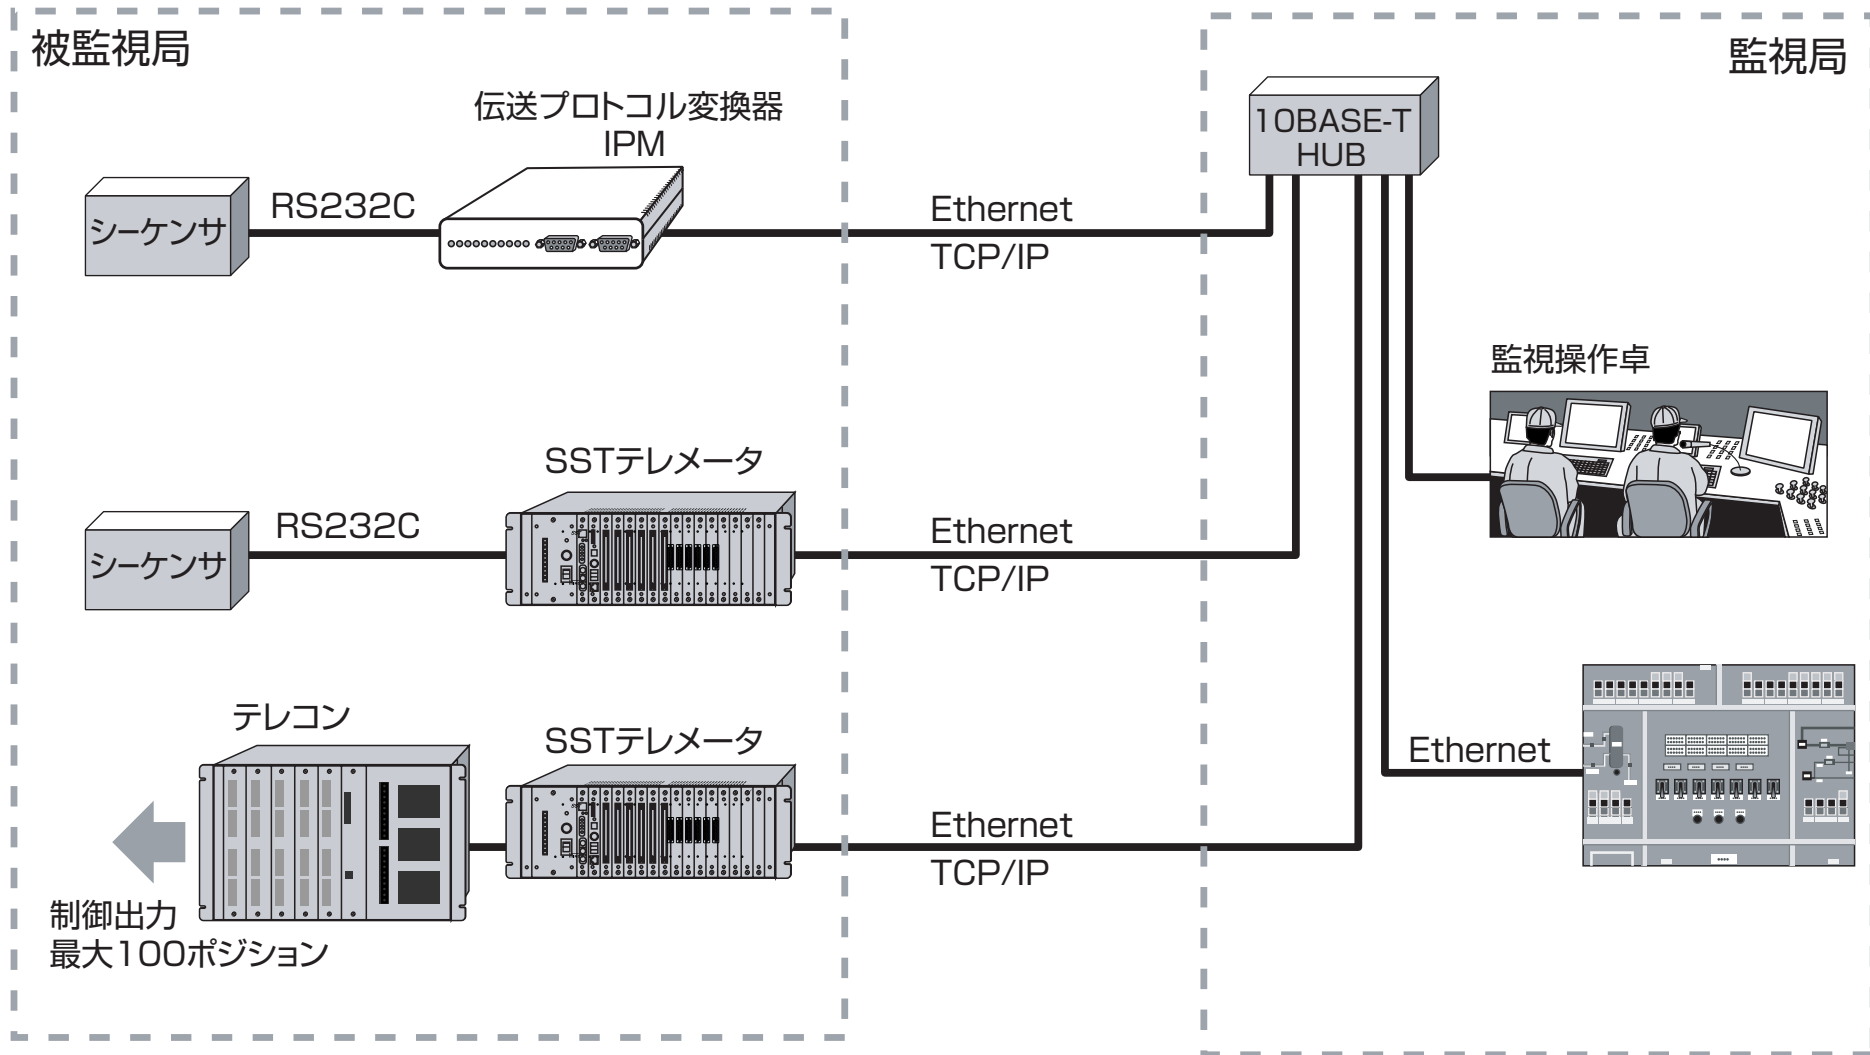 被監視局
監視局
伝送プロトコル変換器
IPM
10BASE-T
HUB
シーケンサ
RS232C
Ethernet
TCP/IP
監視操作卓
SSTテレメータ
シーケンサ
RS232C
Ethernet
TCP/IP
テレコン
SSTテレメータ
Ethernet
Ethernet
TCP/IP
制御出力
最大100ポジション